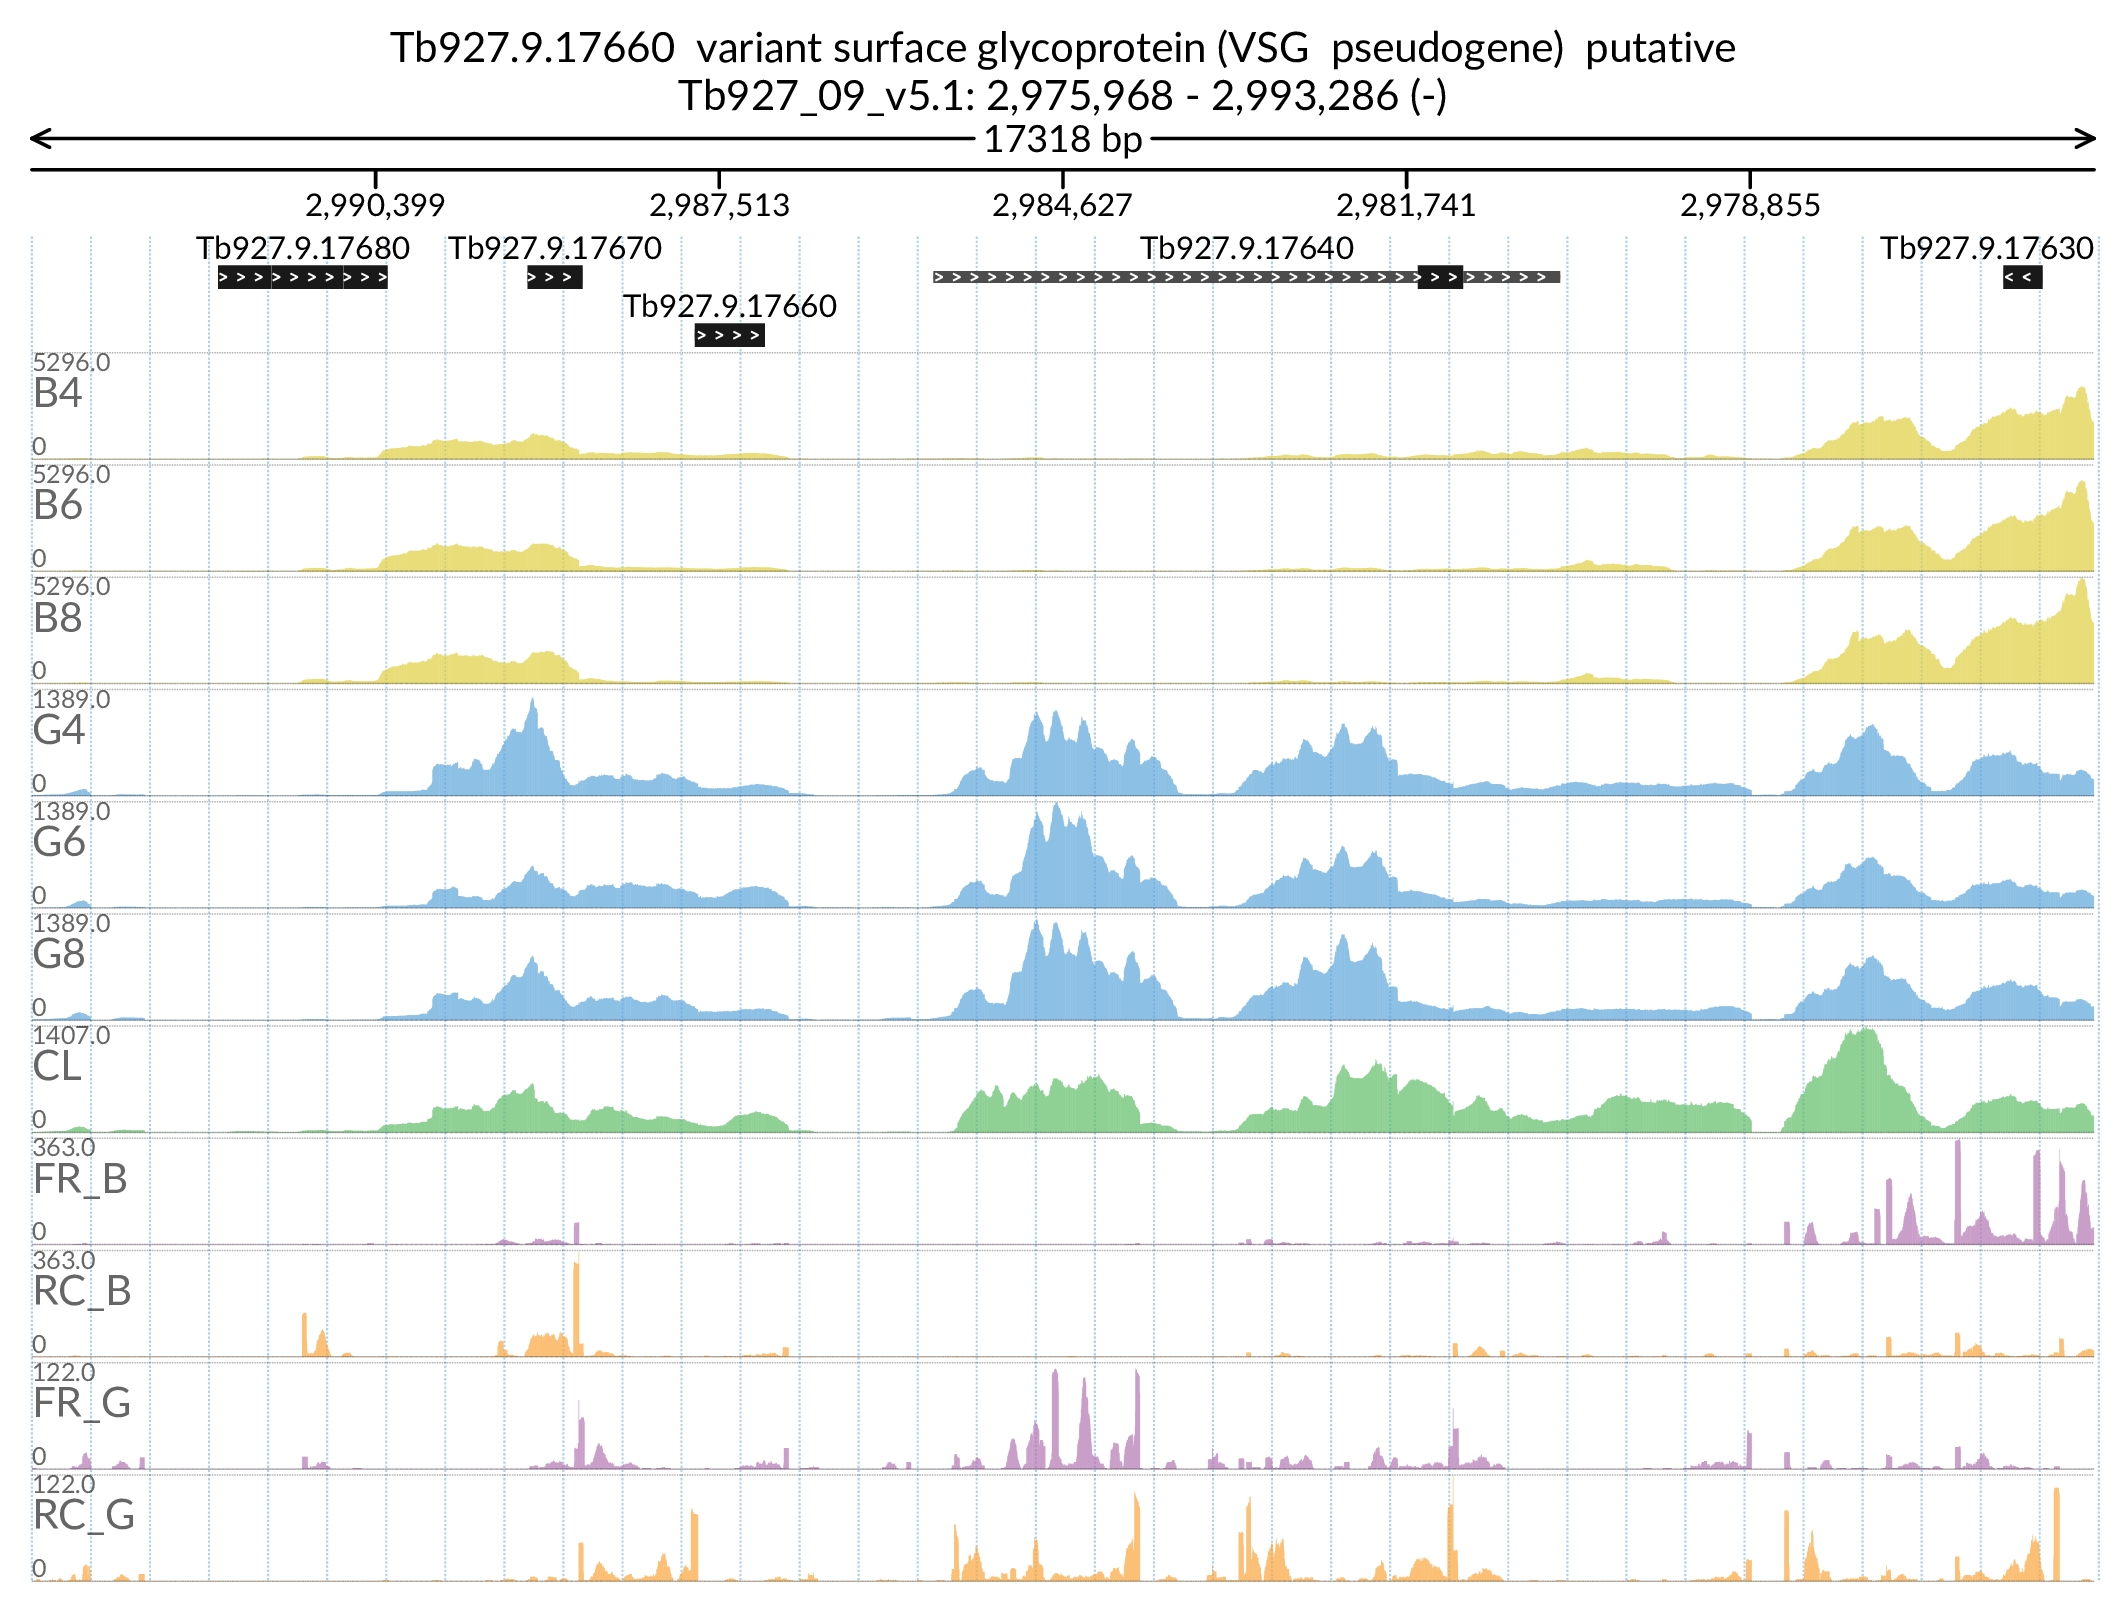 Tb927.9.17660  variant surface glycoprotein (VSG  pseudogene)  putative
Tb927_09_v5.1: 2,975,968 - 2,993,286 (-)
17318 bp
2,990,399 2,987,513 2,984,627 2,981,741 2,978,855
Tb927.9.17680 Tb927.9.17670 Tb927.9.17640 Tb927.9.17630
Tb927.9.17660
5296.0
B4
0
5296.0
B6
0
5296.0
B8
0
1389.0
G4
0
1389.0
G6
0
1389.0
G8
0
1407.0
CL
0
363.0
FR_B
0
363.0
RC_B
0
122.0
FR_G
0
122.0
RC_G
0